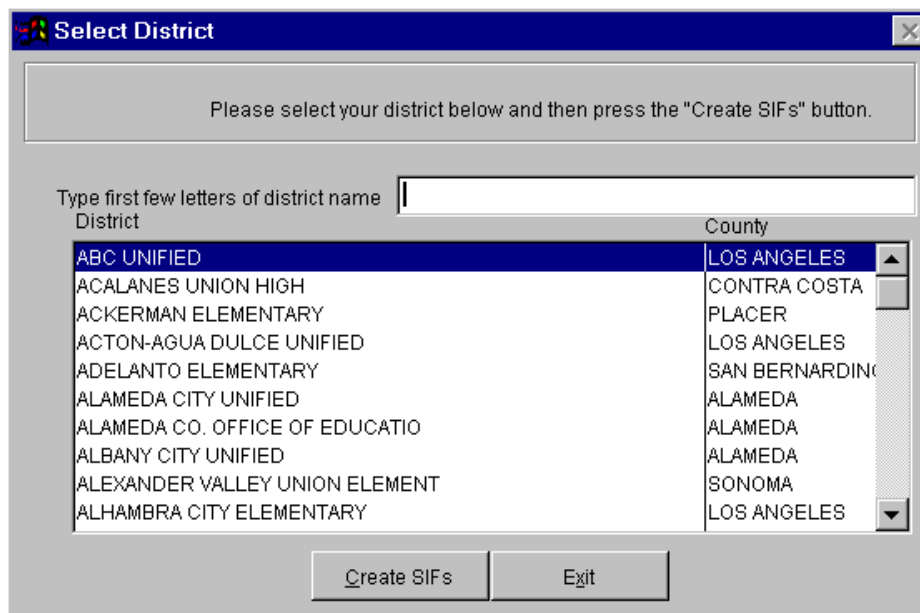 Select District
Please select your district below and then press the "Create SIFs" button.
Type first few letters of district name
District County
ABC UNIFIED LOS ANGELES
ACALANES UNION HIGH CONTRA COSTA
ACKERMAN ELEMENTARY PLACER
ACTON-AGUA DULCE UNIFIED LOS ANGELES
ADELANTO ELEMENTARY SAN BERNARDINO
ALAMEDA CITY UNIFIED ALAMEDA
ALAMEDA CO. OFFICE OF EDUCATIO ALAMEDA
ALBANY CITY UNIFIED ALAMEDA
ALEXANDER VALLEY UNION ELEMENT SONOMA
ALHAMBRA CITY ELEMENTARY LOS ANGELES
Create SIFs Exit